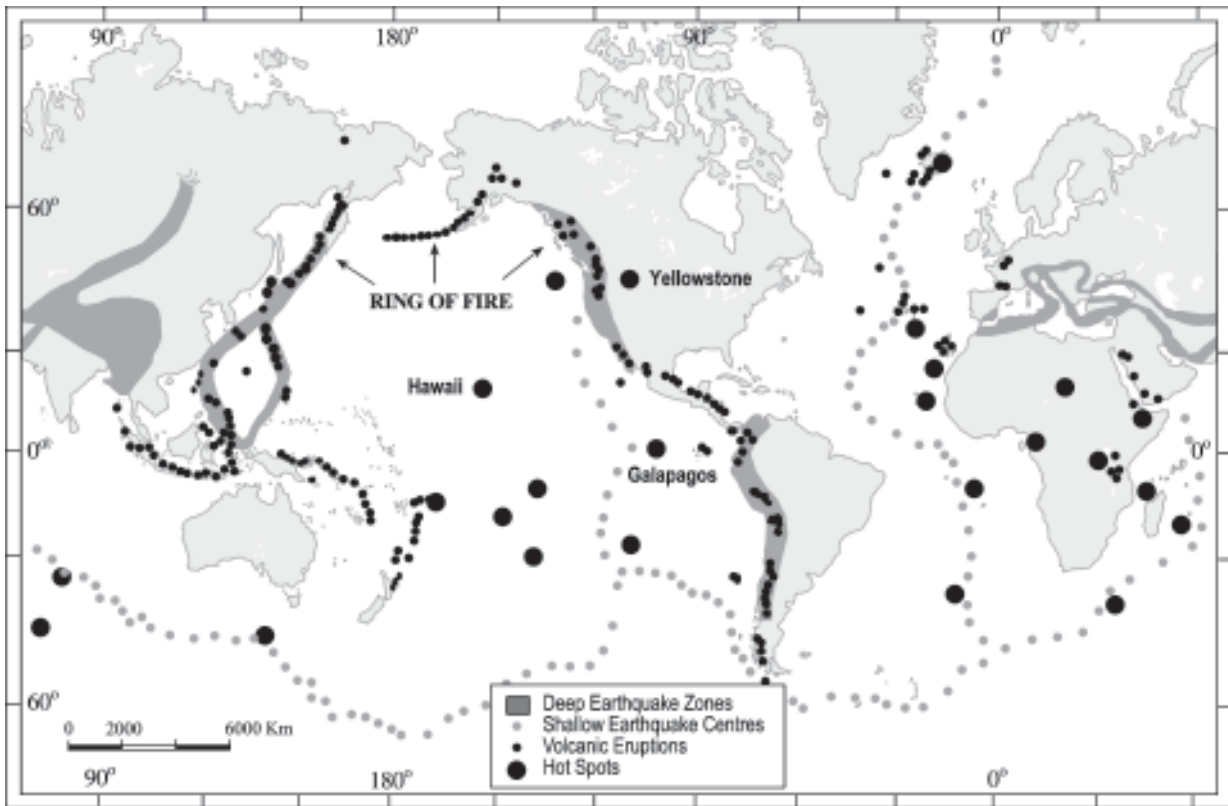 90° 180° 90° 0°
60°
Yellowstone
RING OF FIRE
Hawaii
0° 0°
Galapagos
60°
0 2000 6000 Km
Deep Earthquake Zones
Shallow Earthquake Centres
Volcanic Eruptions
Hot Spots
90° 180° 0°